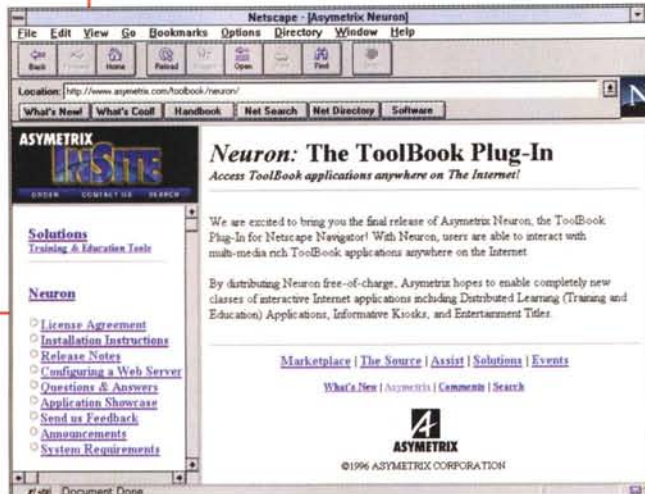 Netscape - [Asymetrix Neuron]
File Edit View Go Bookmarks Options Directory Window Help
Back Home Reload Open Find
Location: http://www.asymetrix.com/toolbook/neuron/
What's New! What's Cool! Handbook Net Search Net Directory Software
N
ASYMETRIX
INSITE
ORDER CONTACT US SEARCH
Solutions
Training & Education Tools
Neuron
License Agreement
Installation Instructions
Release Notes
Configuring a Web Server
Questions & Answers
Application Showcase
Send us Feedback
Announcements
System Requirements
Neuron: The ToolBook Plug-In
Access ToolBook applications anywhere on The Internet!
We are excited to bring you the final release of Asymetrix Neuron, the ToolBook
Plug-In for Netscape Navigator! With Neuron, users are able to interact with
multi-media rich ToolBook applications anywhere on the Internet
By distributing Neuron free-of-charge, Asymetrix hopes to enable completely new
classes of interactive Internet applications including Distributed Learning (Training and
Education) Applications, Informative Kiosks, and Entertainment Titles.
Marketplace | The Source | Assist | Solutions | Events
What's New | Asymetrix | Comments | Search
ASYMETRIX
©1996 ASYMETRIX CORPORATION
Document Done